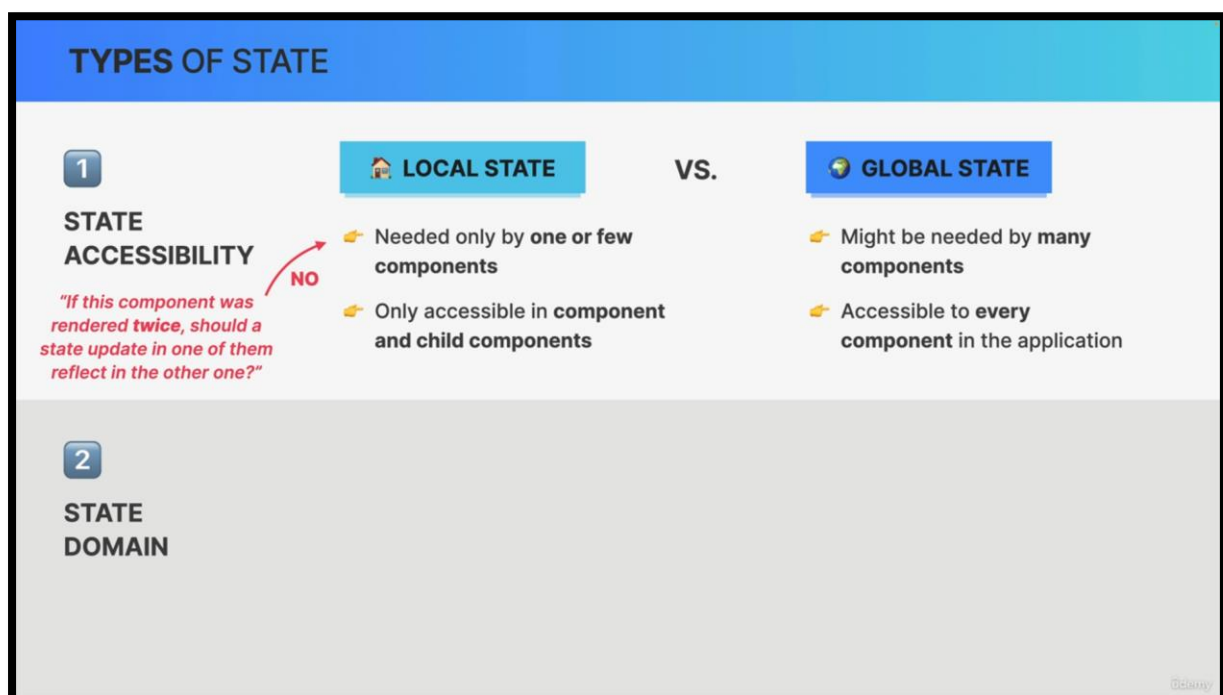 TYPES OF STATE
1
STATE
ACCESSIBILITY
"If this component was
rendered twice, should a
state update in one of them
reflect in the other one?"
NO
LOCAL STATE
Needed only by one or few
components
Only accessible in component
and child components
VS.
GLOBAL STATE
Might be needed by many
components
Accessible to every
component in the application
2
STATE
DOMAIN
Udemy